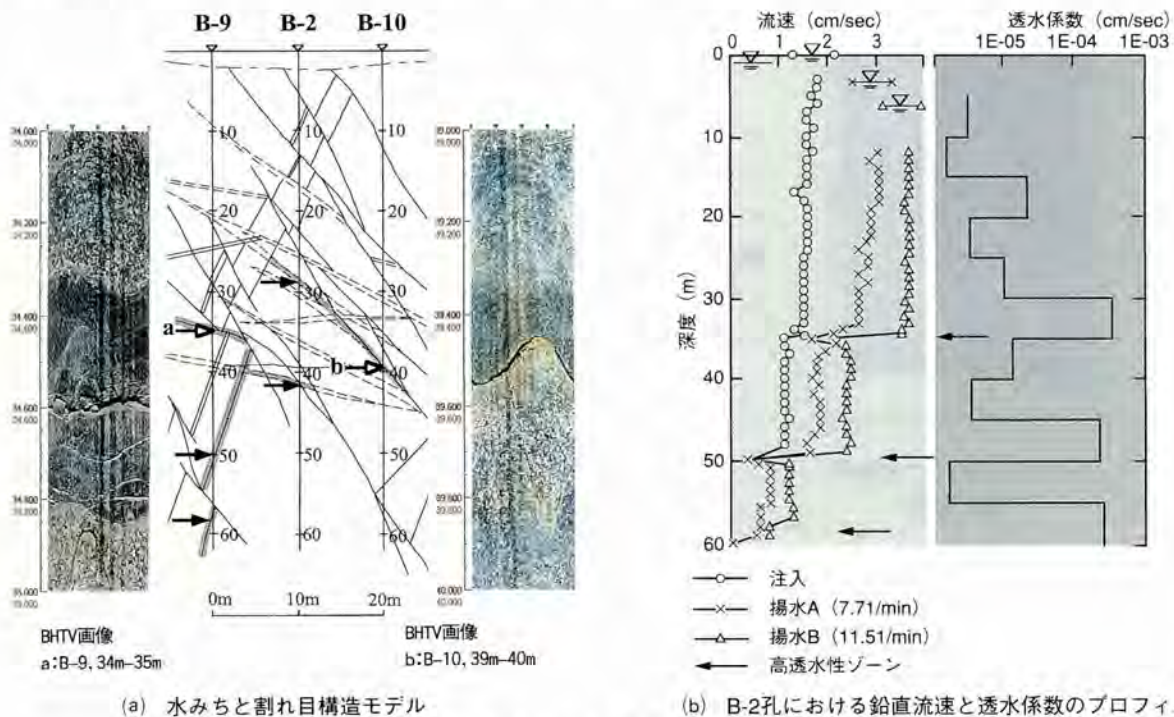 B-9 B-2 B-10
10 10 10
20 20 20
30 30 30
a
b
40 40 40
50 50 50
60 60 60
0m 10m 20m
BHTV画像
a:B-9, 34m–35m
BHTV画像
b:B-10, 39m–40m
(a) 水みちと割れ目構造モデル
流速 (cm/sec)
0 1 2 3
透水係数 (cm/sec)
1E-05 1E-04 1E-03
深度 (m)
0
10
20
30
40
50
60
注入
揚水A (7.71/min)
揚水B (11.51/min)
高透水性ゾーン
(b) B-2孔における鉛直流速と透水係数のプロフィ